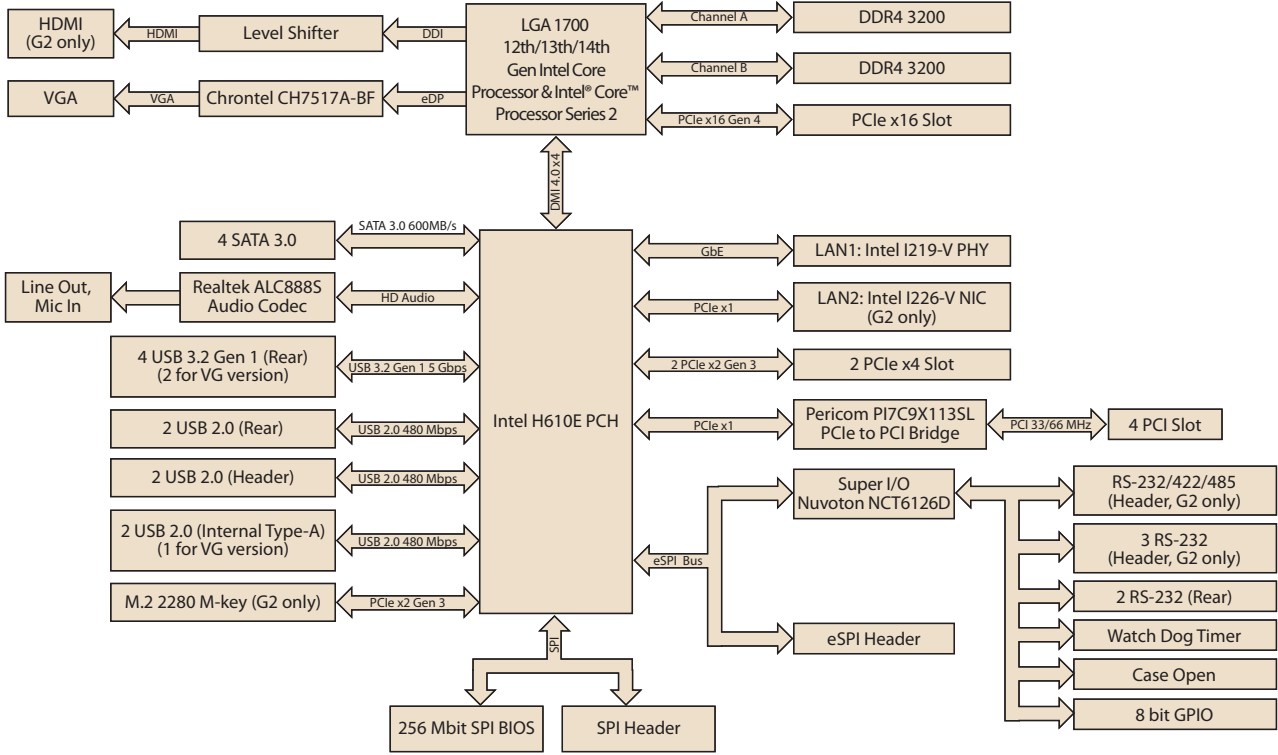 HDMI
(G2 only)
HDMI
Level Shifter
DDI
LGA 1700
12th/13th/14th
Gen Intel Core
Processor & Intel® Core™
Processor Series 2
Channel A
DDR4 3200
Channel B
DDR4 3200
VGA
VGA
Chrontel CH7517A-BF
eDP
PCIe x16 Gen 4
PCIe x16 Slot
DMI 4.0 x4
4 SATA 3.0
SATA 3.0 600MB/s
GbE
LAN1: Intel I219-V PHY
Line Out,
Mic In
Realtek ALC888S
Audio Codec
HD Audio
PCIe x1
LAN2: Intel I226-V NIC
(G2 only)
4 USB 3.2 Gen 1 (Rear)
(2 for VG version)
USB 3.2 Gen 1 5 Gbps
2 PCIe x2 Gen 3
2 PCIe x4 Slot
Intel H610E PCH
2 USB 2.0 (Rear)
USB 2.0 480 Mbps
PCIe x1
Pericom PI7C9X113SL
PCIe to PCI Bridge
PCI 33/66 MHz
4 PCI Slot
2 USB 2.0 (Header)
USB 2.0 480 Mbps
Super I/O
Nuvoton NCT6126D
RS-232/422/485
(Header, G2 only)
2 USB 2.0 (Internal Type-A)
(1 for VG version)
USB 2.0 480 Mbps
eSPI Bus
3 RS-232
(Header, G2 only)
M.2 2280 M-key (G2 only)
PCIe x2 Gen 3
2 RS-232 (Rear)
SPI
eSPI Header
Watch Dog Timer
Case Open
8 bit GPIO
256 Mbit SPI BIOS
SPI Header